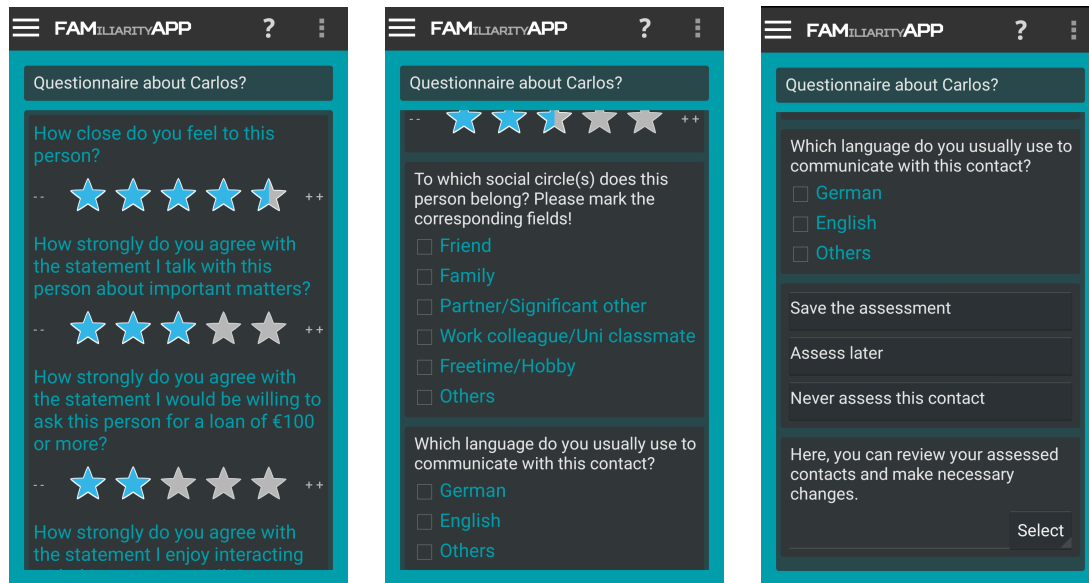 FAMILIARITYAPP ?
Questionnaire about Carlos?
How close do you feel to this
person?
-- ++
How strongly do you agree with
the statement I talk with this
person about important matters?
-- ++
How strongly do you agree with
the statement I would be willing to
ask this person for a loan of €100
or more?
-- ++
How strongly do you agree with
the statement I enjoy interacting
FAMILIARITYAPP ?
Questionnaire about Carlos?
-- ++
To which social circle(s) does this
person belong? Please mark the
corresponding fields!
Friend
Family
Partner/Significant other
Work colleague/Uni classmate
Freetime/Hobby
Others
Which language do you usually use to
communicate with this contact?
German
English
Others
FAMILIARITYAPP ?
Questionnaire about Carlos?
Which language do you usually use to
communicate with this contact?
German
English
Others
Save the assessment
Assess later
Never assess this contact
Here, you can review your assessed
contacts and make necessary
changes.
Select